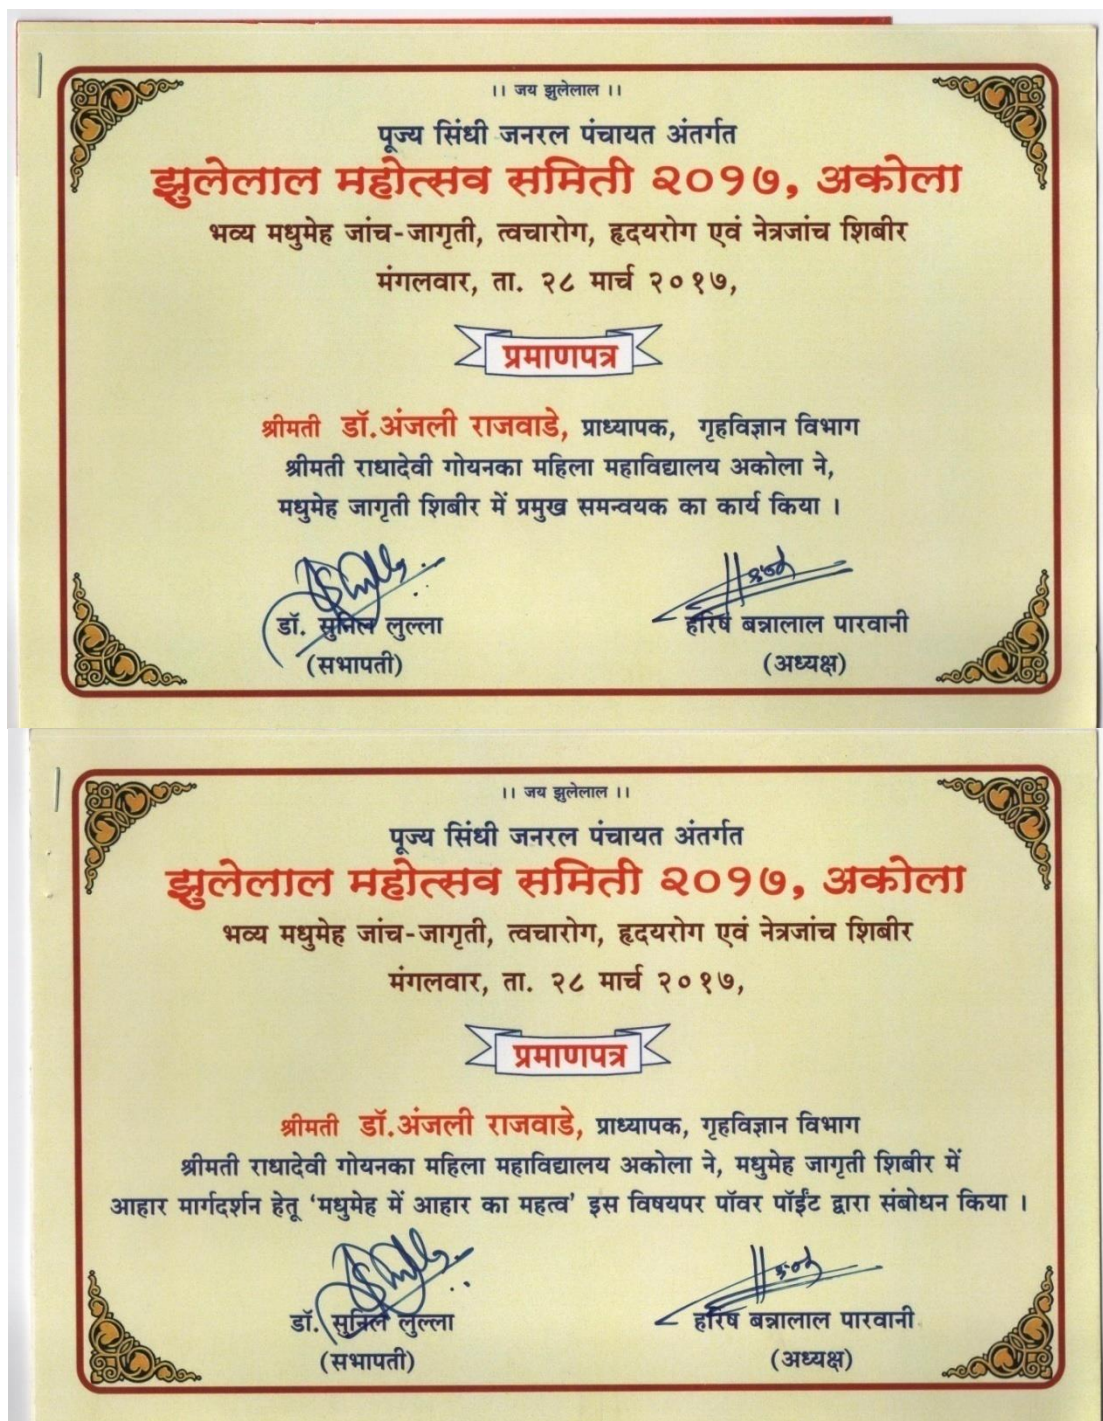 ।। जय झुलेलाल ।।
पूज्य सिंधी जनरल पंचायत अंतर्गत
झुलेलाल महोत्सव समिती २०१७, अकोला
भव्य मधुमेह जांच-जागृती, त्वचारोग, हृदयरोग एवं नेत्रजांच शिबीर
मंगलवार, ता. २८ मार्च २०१७,
प्रमाणपत्र
श्रीमती डॉ.अंजली राजवाडे, प्राध्यापक, गृहविज्ञान विभाग
श्रीमती राधादेवी गोयनका महिला महाविद्यालय अकोला ने,
मधुमेह जागृती शिबीर में प्रमुख समन्वयक का कार्य किया ।
डॉ. सुनिल लुल्ला
हरिष बन्नालाल पारवानी
(सभापती)
(अध्यक्ष)
।। जय झुलेलाल ।।
पूज्य सिंधी जनरल पंचायत अंतर्गत
झुलेलाल महोत्सव समिती २०१७, अकोला
भव्य मधुमेह जांच-जागृती, त्वचारोग, हृदयरोग एवं नेत्रजांच शिबीर
मंगलवार, ता. २८ मार्च २०१७,
प्रमाणपत्र
श्रीमती डॉ.अंजली राजवाडे, प्राध्यापक, गृहविज्ञान विभाग
श्रीमती राधादेवी गोयनका महिला महाविद्यालय अकोला ने, मधुमेह जागृती शिबीर में
आहार मार्गदर्शन हेतू ‘मधुमेह में आहार का महत्व’ इस विषयपर पॉवर पॉईंट द्वारा संबोधन किया ।
डॉ. सुनिल लुल्ला
हरिष बन्नालाल पारवानी
(सभापती)
(अध्यक्ष)